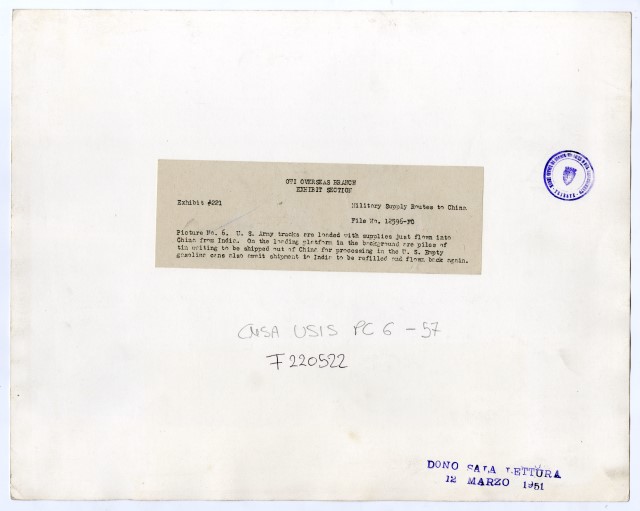 OWI OVERSEAS BRANCH
EXHIBIT SECTION
Exhibit #221
Military Supply Routes to China
File No. 12596-FO
Picture No. 6. U. S. Army trucks are loaded with supplies just flown into
China from India. On the loading platform in the background are piles of
tin waiting to be shipped out of China for processing in the U. S. Empty
gasoline cans also await shipment to India to be refilled and flown back again.
USIS PC 6 - 57
F220522
DONO SALA LETTURA
12 MARZO 1951